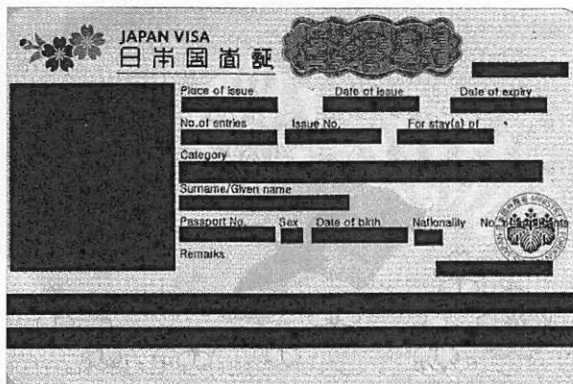 JAPAN VISA
日本国査証
Place of issue Date of issue Date of expiry
No.of entries Issue No. For stay(s) of
Category
Surname/Given name
Passport No. Sex Date of birth Nationality
Remarks